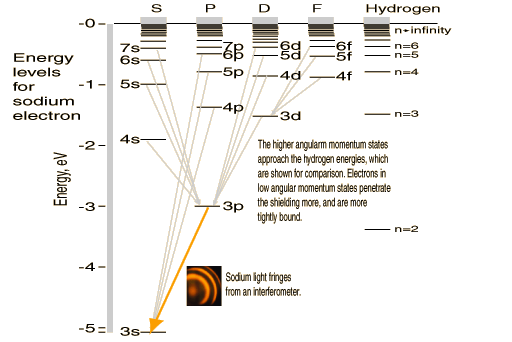 S P D F Hydrogen
-0
n→infinity
7s 7p 6d 6f n=6
6s 6p 5d 5f n=5
Energy
levels
for
sodium
electron
5p 4d 4f n=4
-1
5s
4p
3d n=3
4s
-2
The higher angularm momentum states
approach the hydrogen energies, which
are shown for comparison. Electrons in
low angular momentum states penetrate
the shielding more, and are more
tightly bound.
Energy, eV
-3
3p
n=2
-4
Sodium light fringes
from an interferometer.
-5
3s